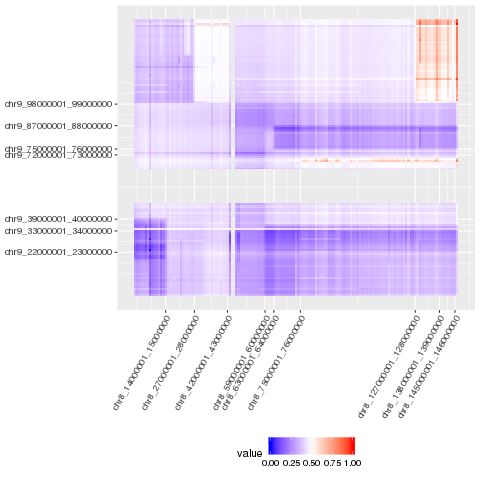 chr9_98000001_99000000
chr9_87000001_88000000
chr9_75000001_76000000
chr9_72000001_73000000
chr9_39000001_40000000
chr9_33000001_34000000
chr9_22000001_23000000
chr8_14000001_15000000
chr8_27000001_28000000
chr8_42000001_43000000
chr8_59000001_60000000
chr8_63000001_64000000
chr8_75000001_76000000
chr8_127000001_128000000
chr8_138000001_139000000
chr8_145000001_146000000
value
0.00 0.25 0.50 0.75 1.00